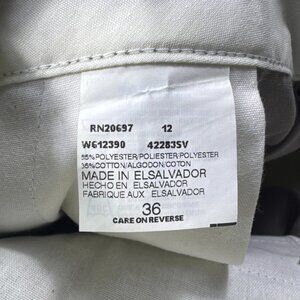 RN20697 12
W612390 42283SV
65%POLYESTER/POLIESTER/POLYESTER
35%COTTON/ALGODON/COTON
MADE IN ELSALVADOR
HECHO EN ELSALVADOR
FABRIQUE AUX ELSALVADOR
36
CARE ON REVERSE